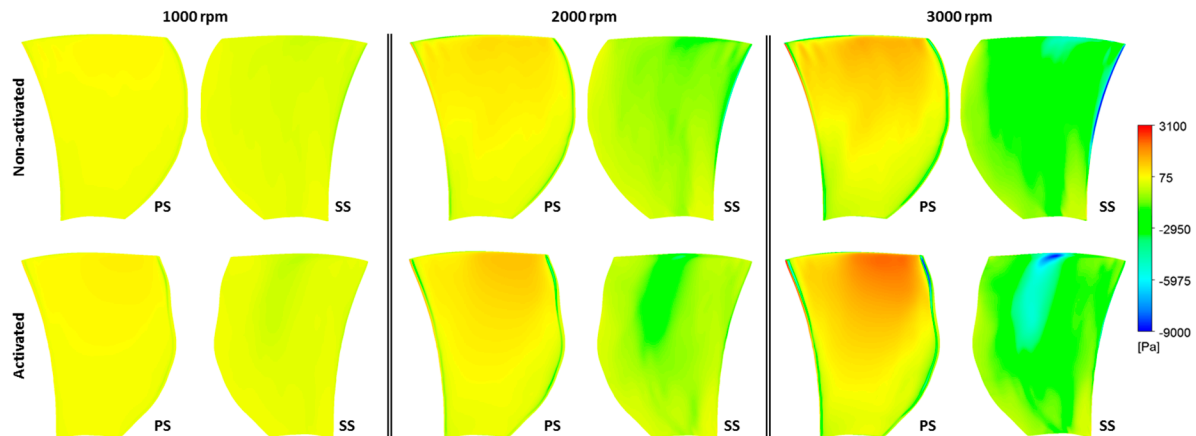 1000 rpm
2000 rpm
3000 rpm
Non-activated
PS
SS
PS
SS
PS
SS
3100
75
-2950
-5975
-9000
[Pa]
Activated
PS
SS
PS
SS
PS
SS